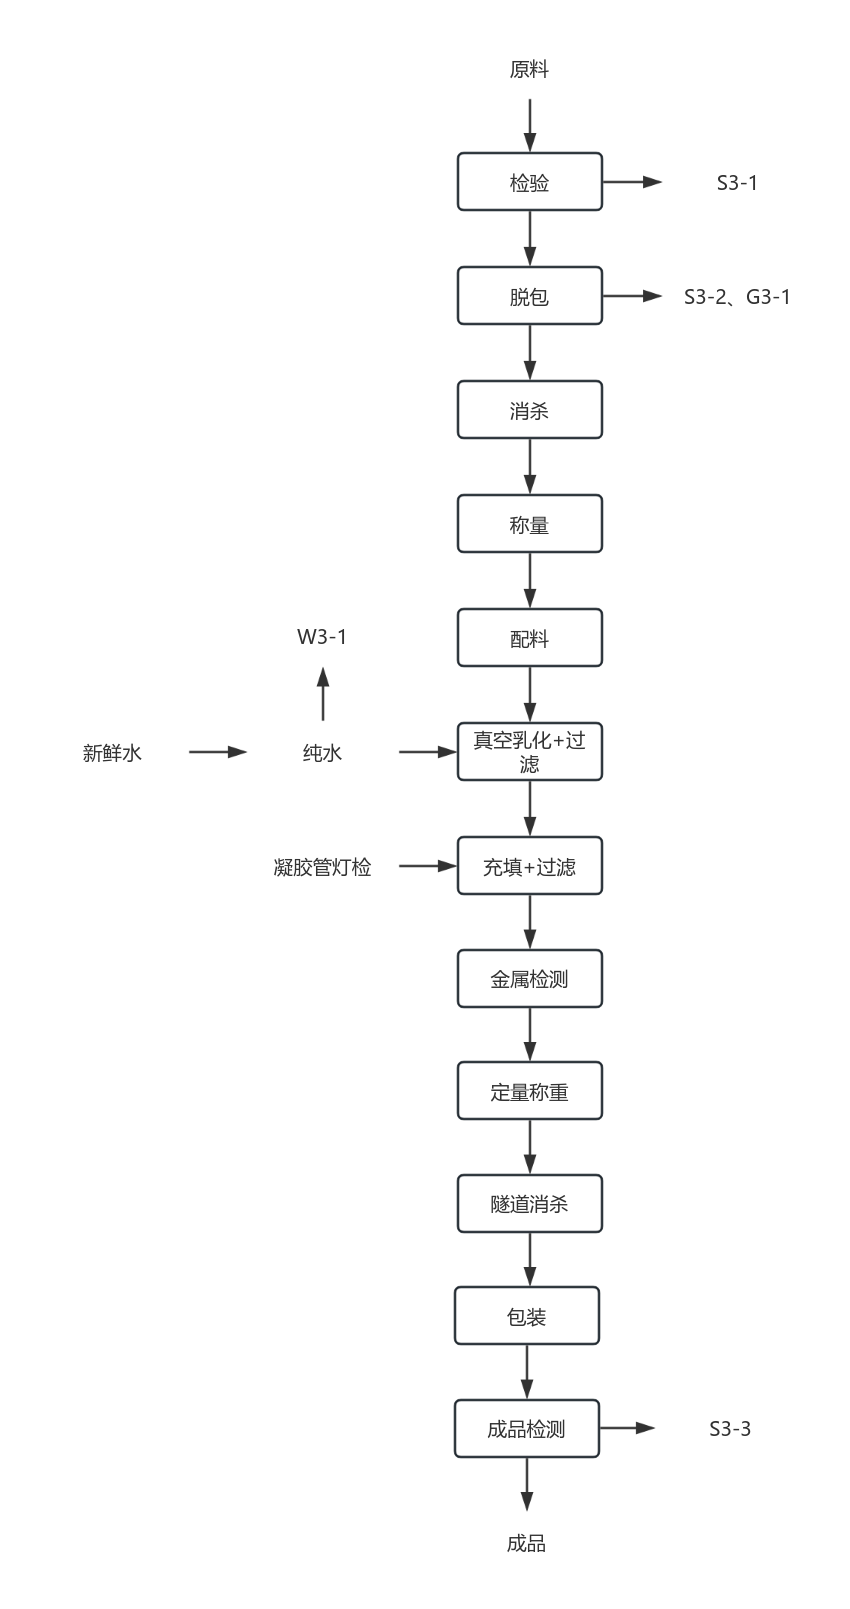 原料
检验
S3-1
脱包
S3-2、G3-1
消杀
称量
W3-1
配料
新鲜水
纯水
真空乳化+过
滤
凝胶管灯检
充填+过滤
金属检测
定量称重
隧道消杀
包装
成品检测
S3-3
成品